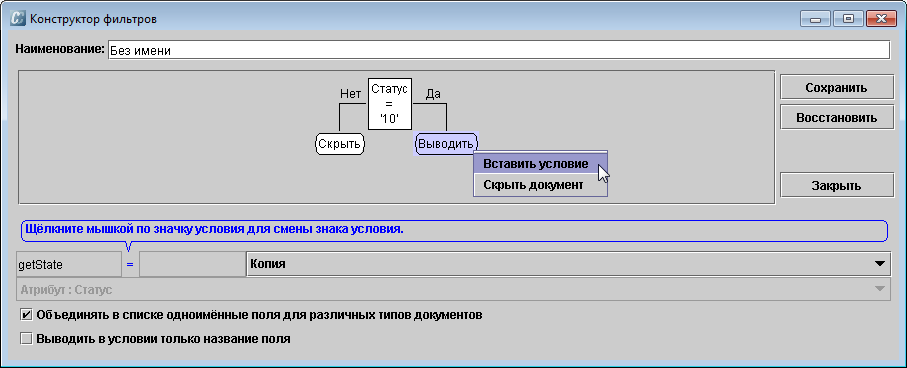 Конструктор фильтров
Наименование: Без имени
Нет Статус Да
=
'10'
Скрыть Выводить
Вставить условие
Скрыть документ
Сохранить
Восстановить
Закрыть
Щёлкните мышкой по значку условия для смены знака условия.
getState = Копия
Атрибут : Статус
Объединять в списке одноимённые поля для различных типов документов
Выводить в условии только название поля